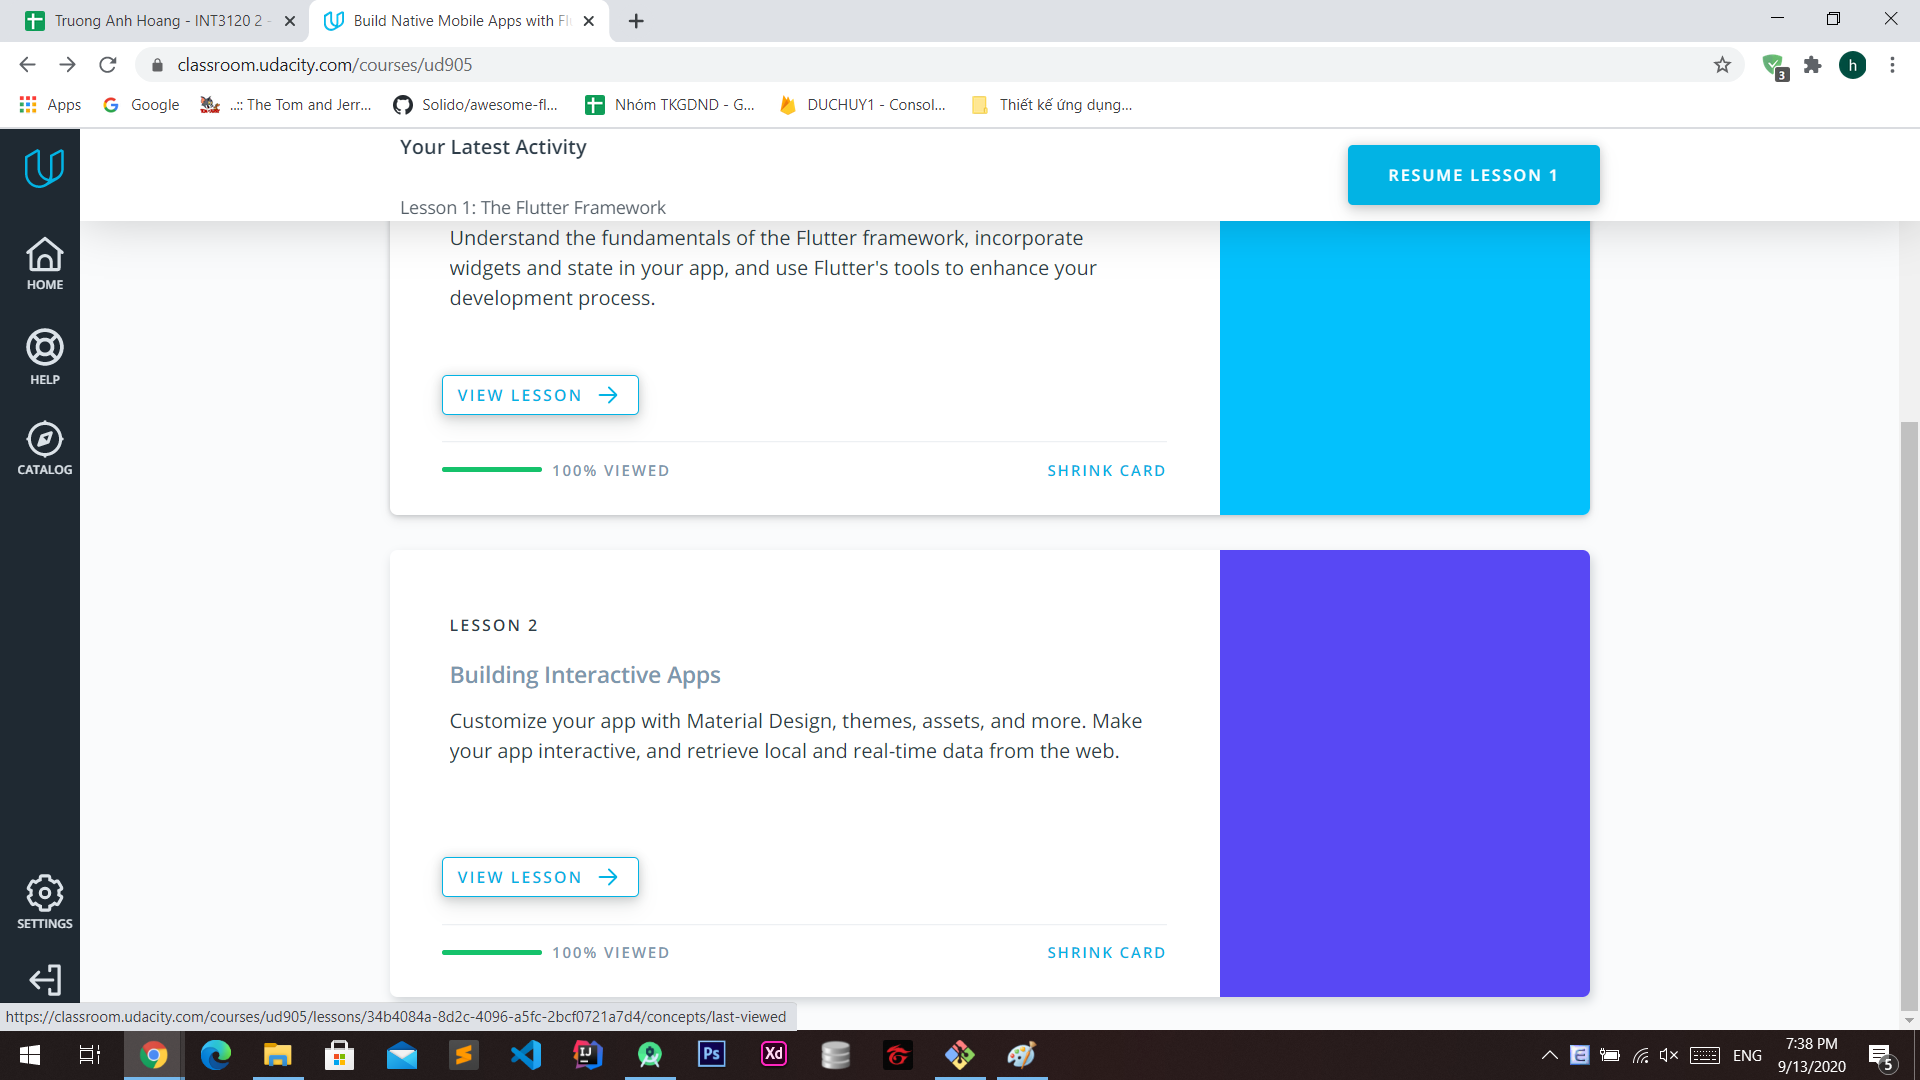 Truong Anh Hoang - INT3120 2 -
Build Native Mobile Apps with Fl
classroom.udacity.com/courses/ud905
3
h
Apps
Google
..:: The Tom and Jerr...
Solido/awesome-fl...
Nhóm TKGDND - G...
DUCHUY1 - Consol...
Thiết kế ứng dụng...
Your Latest Activity
Lesson 1: The Flutter Framework
RESUME LESSON 1
HOME
HELP
CATALOG
SETTINGS
Understand the fundamentals of the Flutter framework, incorporate
widgets and state in your app, and use Flutter's tools to enhance your
development process.
VIEW LESSON
100% VIEWED
SHRINK CARD
LESSON 2
Building Interactive Apps
Customize your app with Material Design, themes, assets, and more. Make
your app interactive, and retrieve local and real-time data from the web.
VIEW LESSON
100% VIEWED
SHRINK CARD
https://classroom.udacity.com/courses/ud905/lessons/34b4084a-8d2c-4096-a5fc-2bcf0721a7d4/concepts/last-viewed
IJ
Ps
Xd
E
ENG
7:38 PM
9/13/2020
5